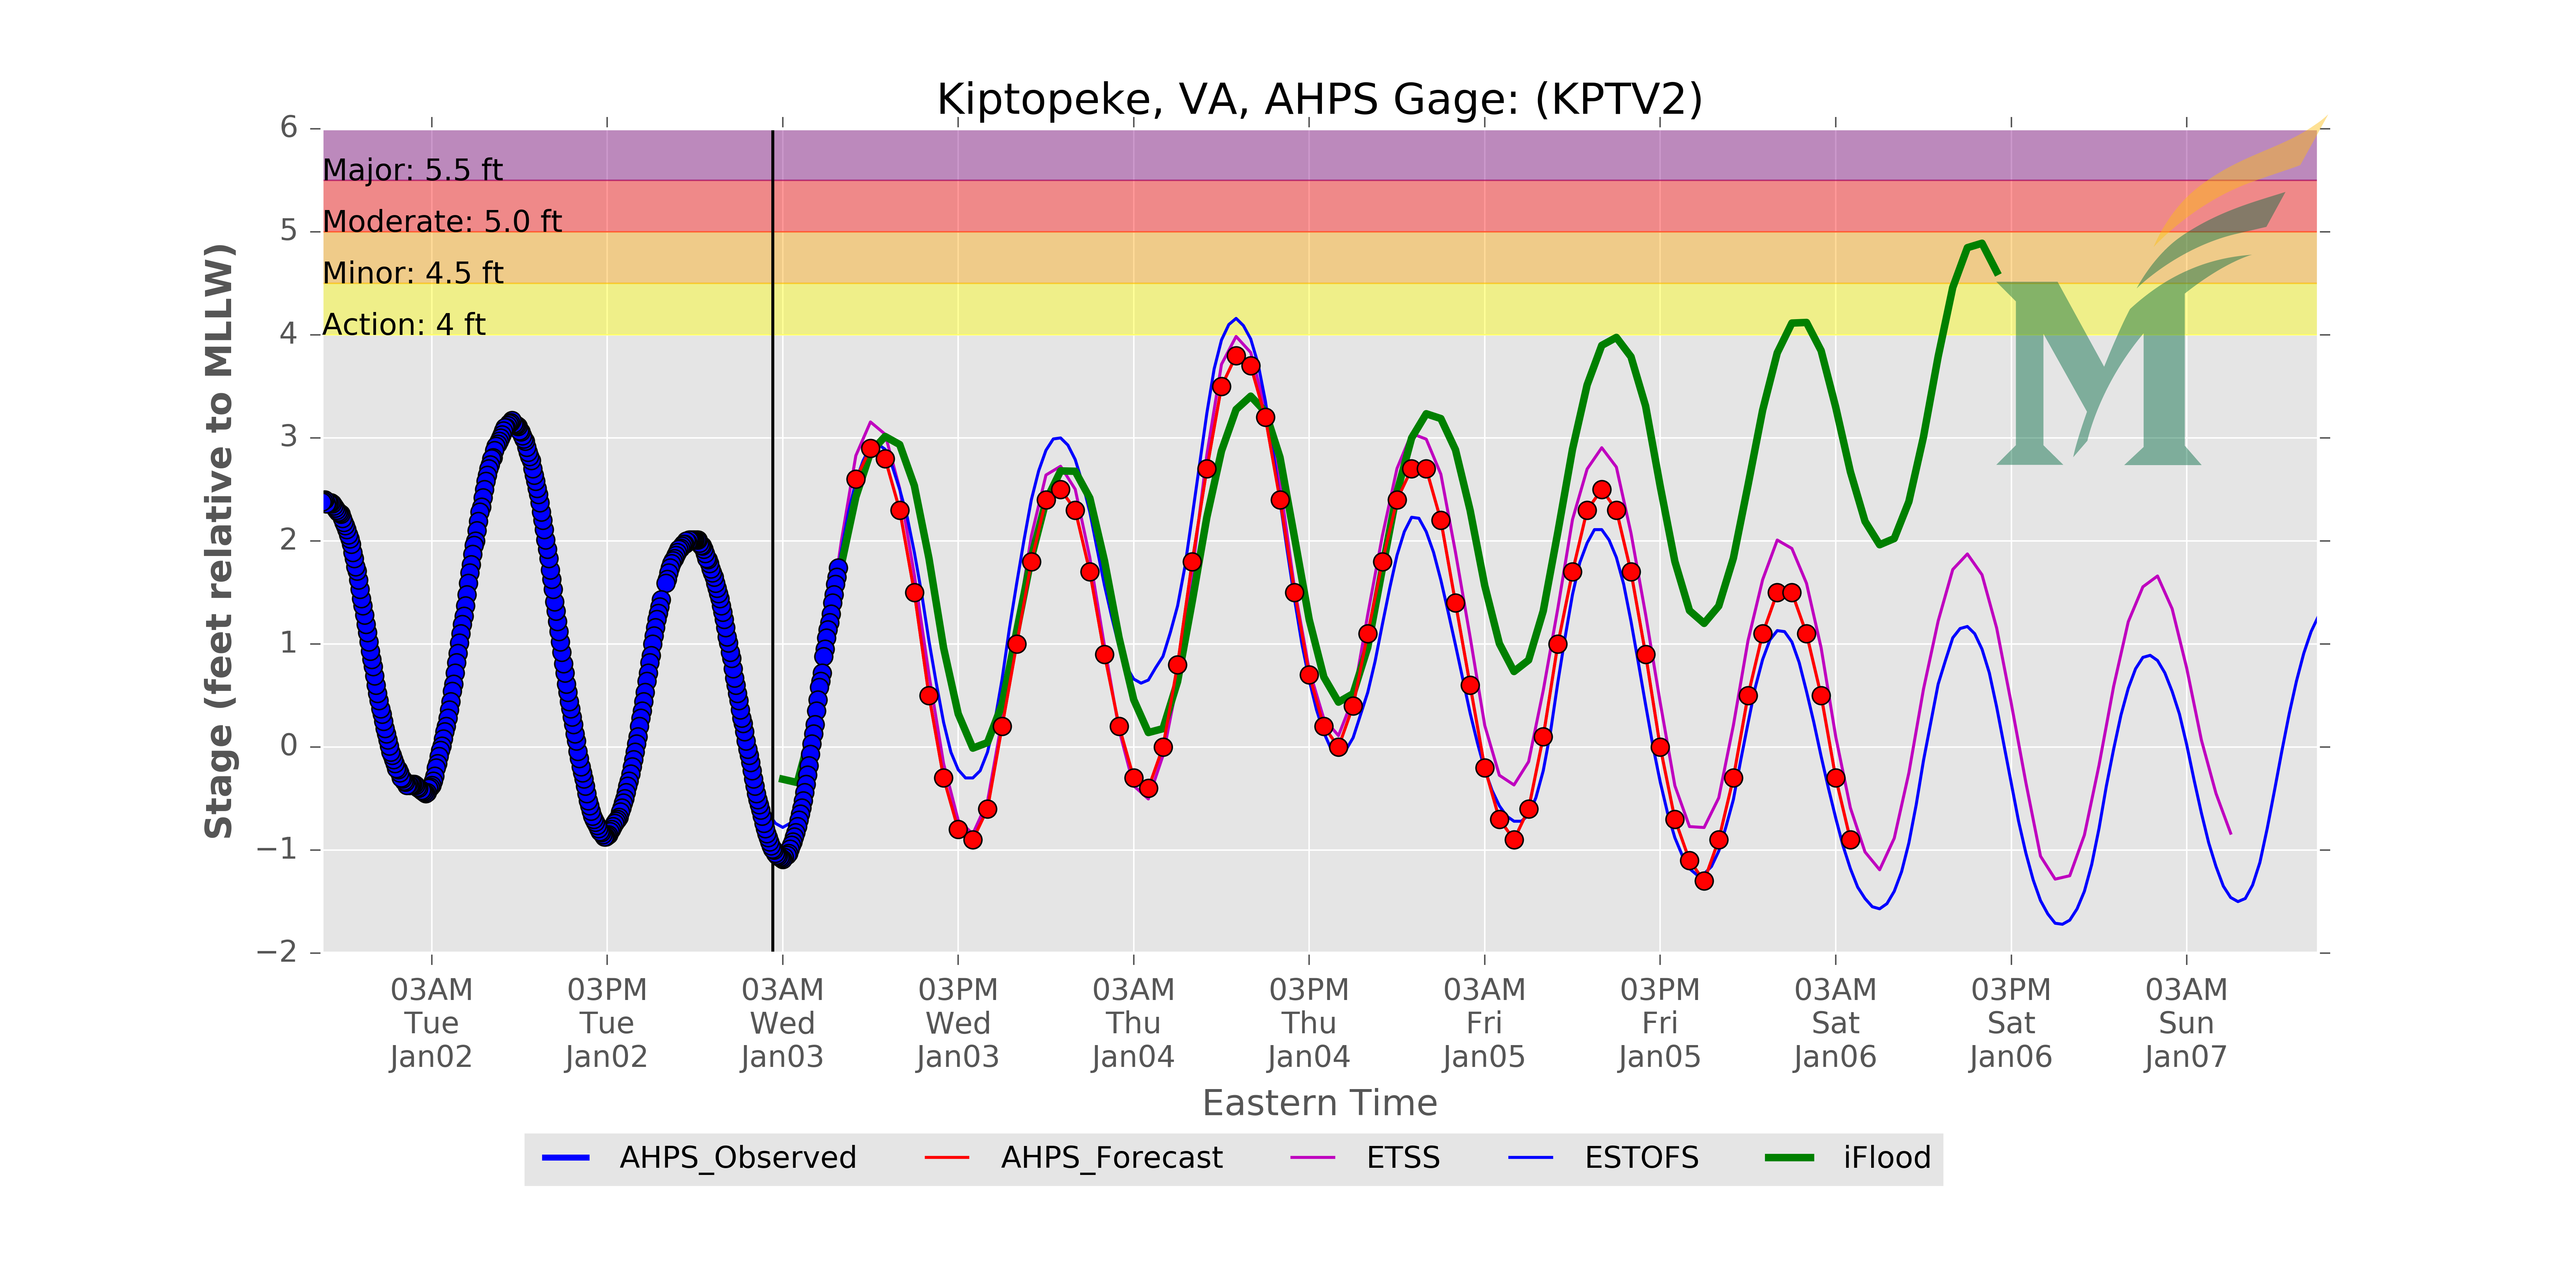 Kiptopeke, VA, AHPS Gage: (KPTV2)
6
5
4
3
2
1
0
−1
−2
Stage (feet relative to MLLW)
Major: 5.5 ft
Moderate: 5.0 ft
Minor: 4.5 ft
Action: 4 ft
M
03AM
Tue
Jan02
03PM
Tue
Jan02
03AM
Wed
Jan03
03PM
Wed
Jan03
03AM
Thu
Jan04
03PM
Thu
Jan04
03AM
Fri
Jan05
03PM
Fri
Jan05
03AM
Sat
Jan06
03PM
Sat
Jan06
03AM
Sun
Jan07
Eastern Time
AHPS_Observed
AHPS_Forecast
ETSS
ESTOFS
iFlood